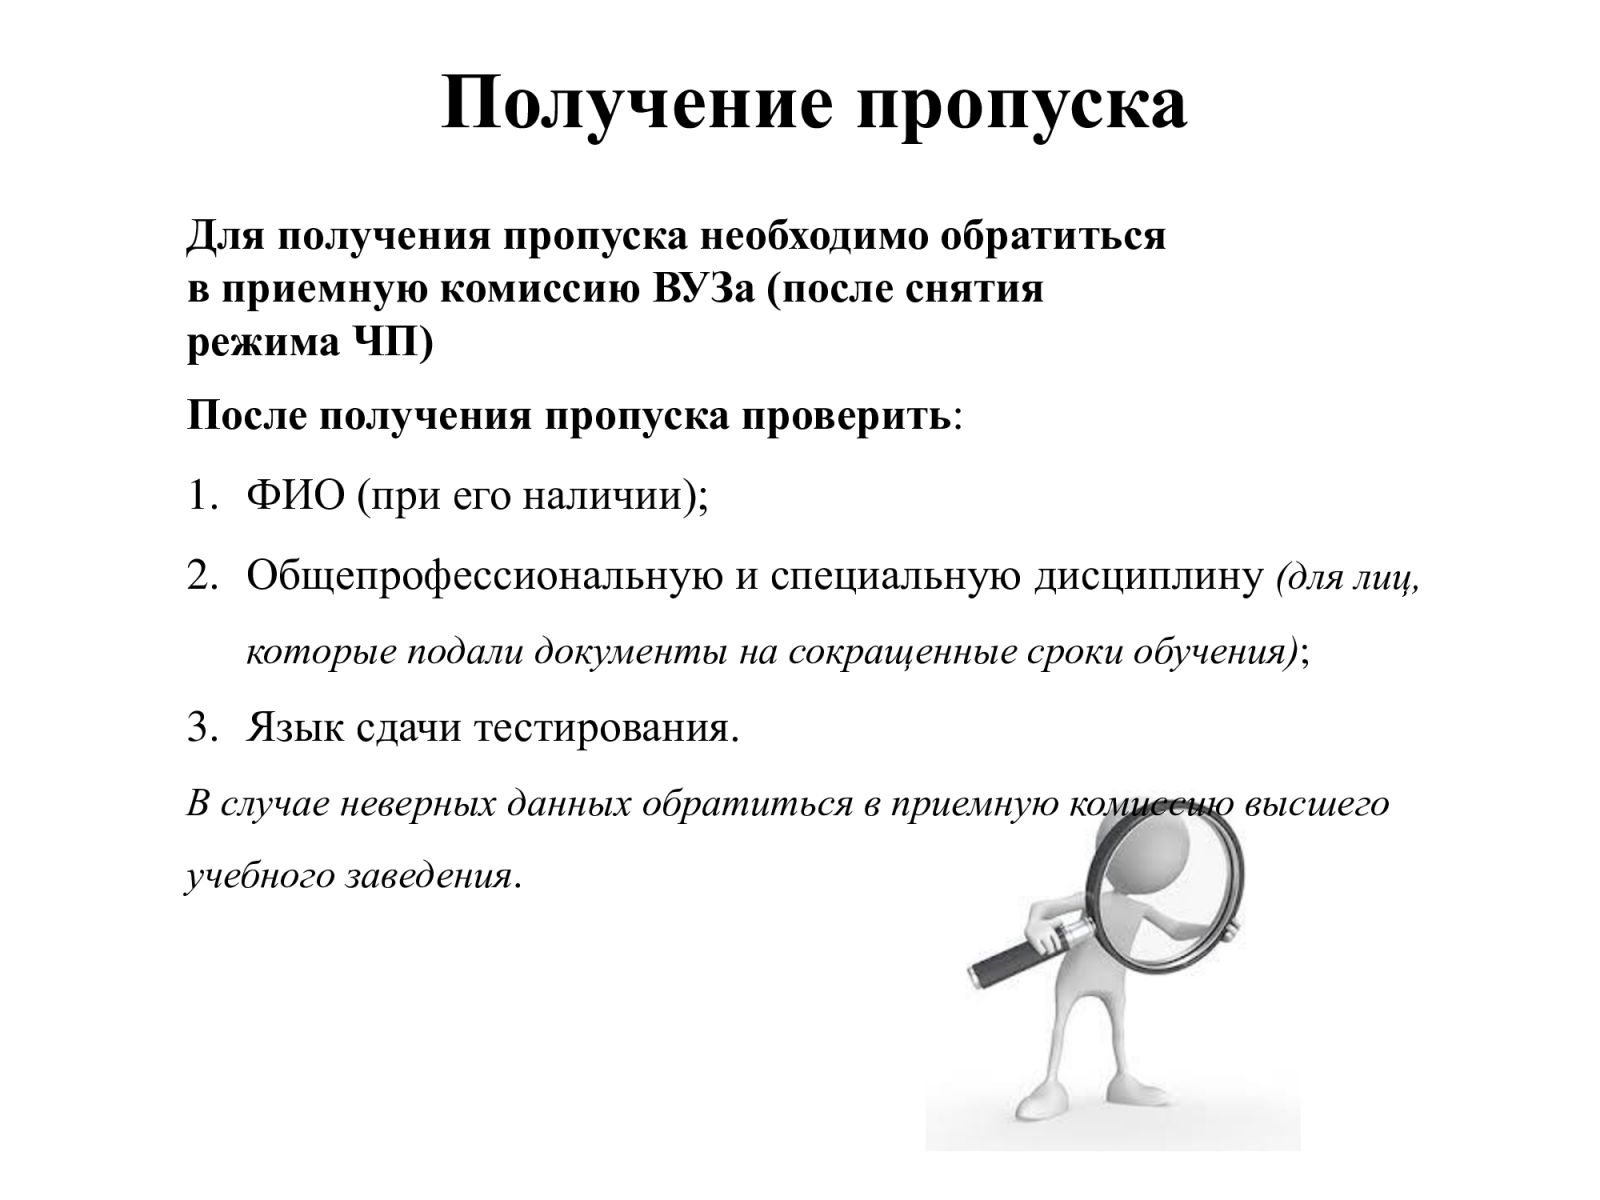 Получение пропуска
Для получения пропуска необходимо обратиться
в приемную комиссию ВУЗа (после снятия
режима ЧП)
После получения пропуска проверить:
1. ФИО (при его наличии);
2. Общепрофессиональную и специальную дисциплину (для лиц,
которые подали документы на сокращенные сроки обучения);
3. Язык сдачи тестирования.
В случае неверных данных обратиться в приемную комиссию высшего
учебного заведения.